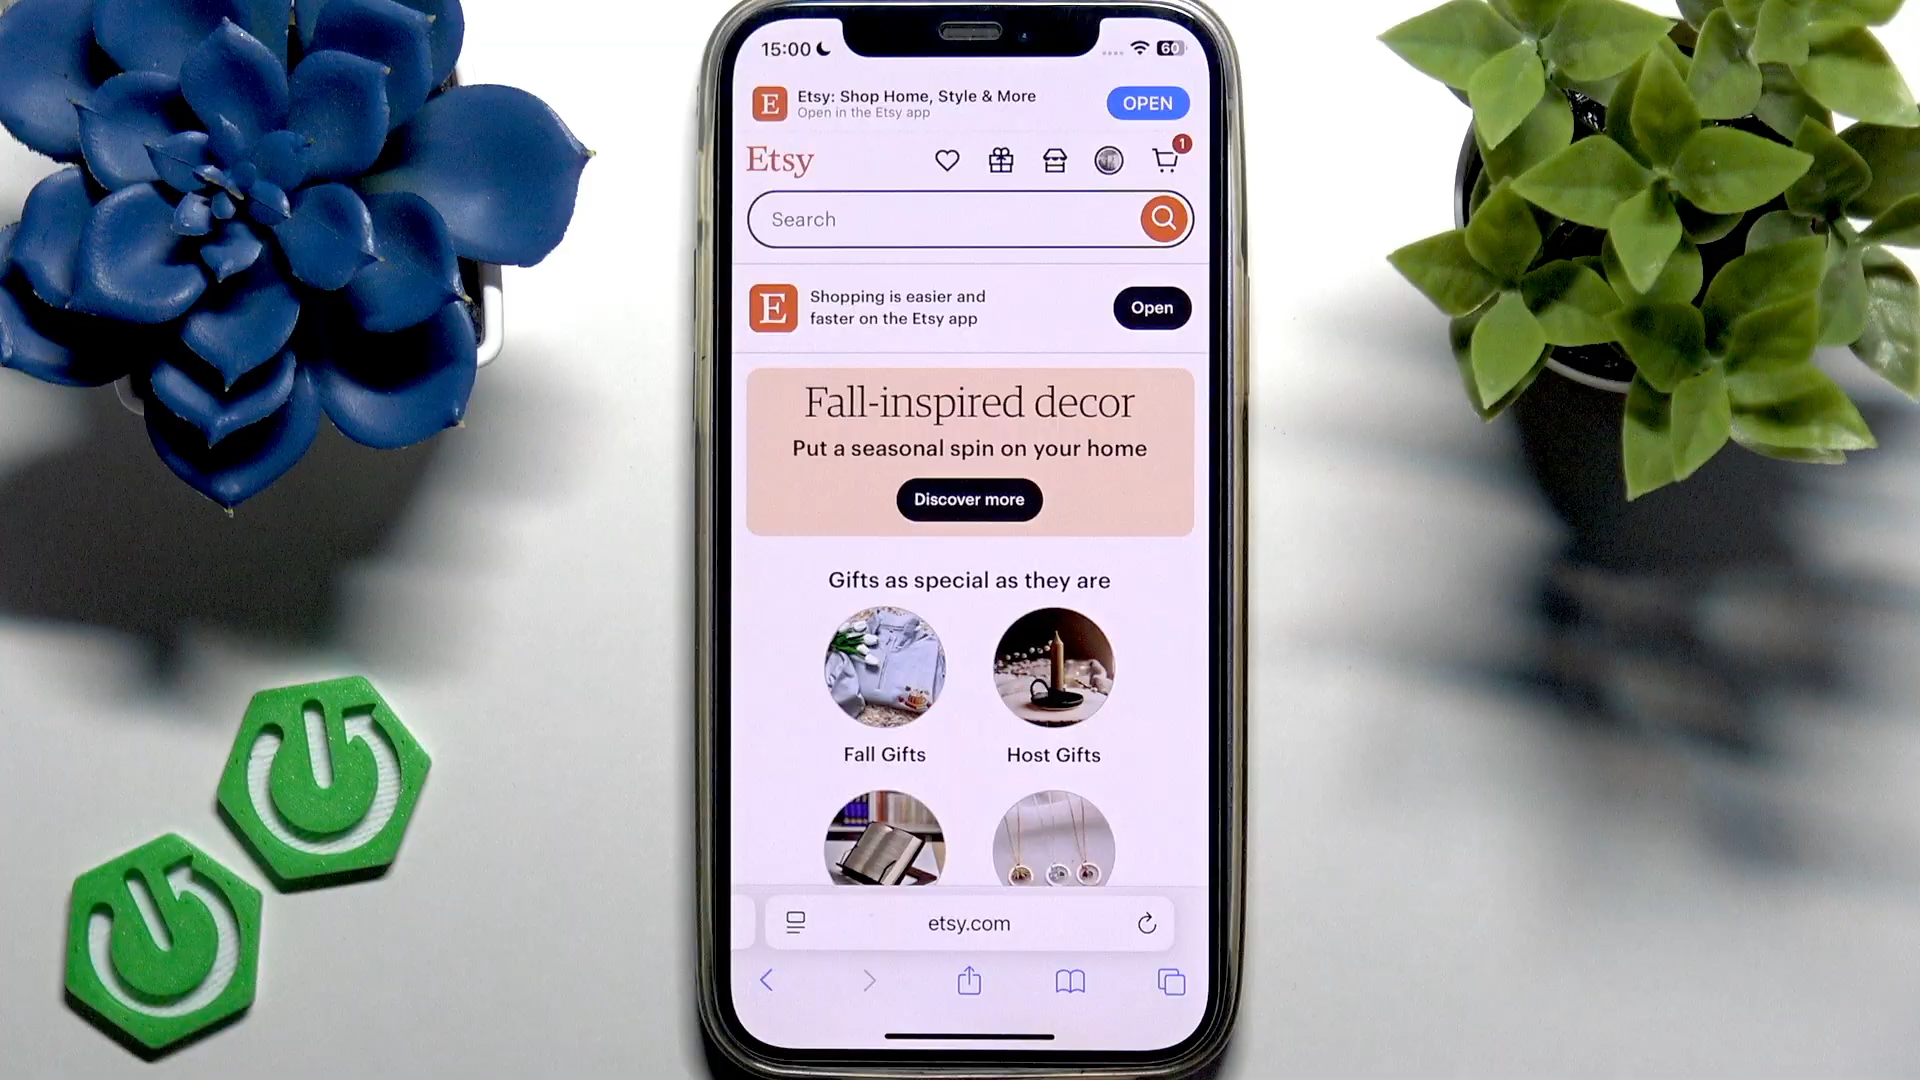 15:00
60
E
Etsy: Shop Home, Style & More
Open in the Etsy app
OPEN
Etsy
1
Search
E
Shopping is easier and
faster on the Etsy app
Open
Fall-inspired decor
Put a seasonal spin on your home
Discover more
Gifts as special as they are
Fall Gifts
Host Gifts
etsy.com